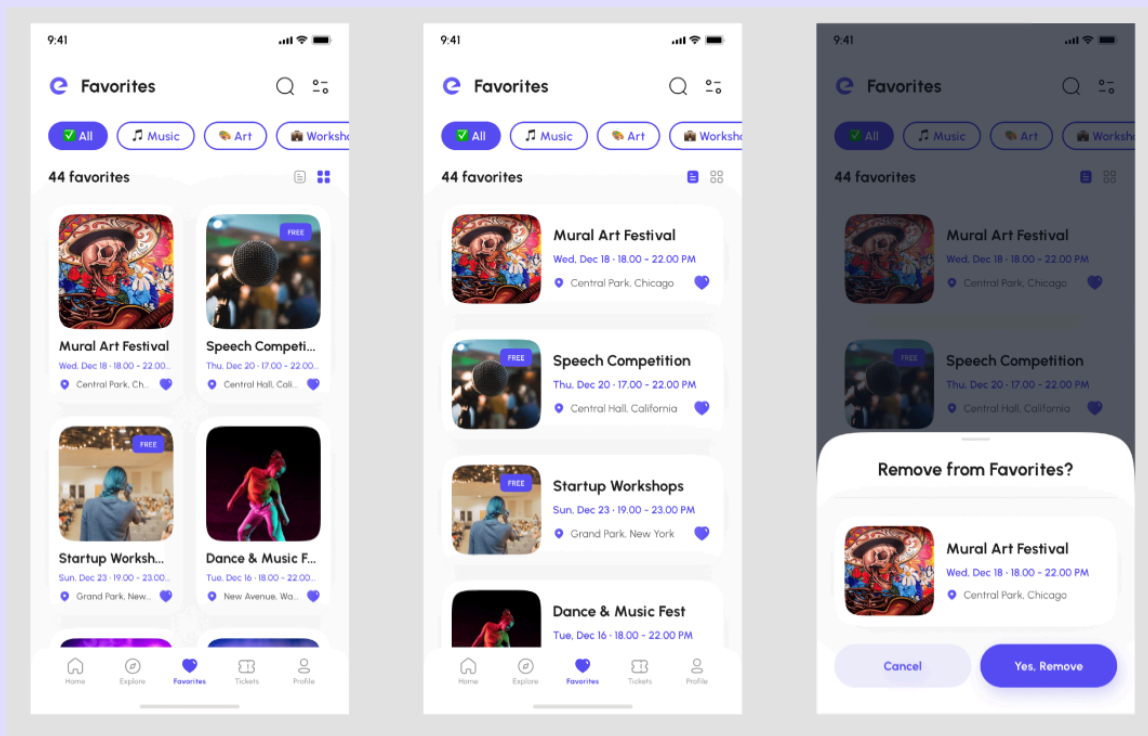 9:41
Favorites
All
Music
Art
Worksho
44 favorites
FREE
Mural Art Festival
Speech Competi...
Wed, Dec 18 · 18.00 - 22.00...
Thu, Dec 20 · 17.00 - 22.00...
Central Park, Ch...
Central Hall, Cali...
FREE
Startup Worksh...
Dance & Music F...
Sun, Dec 23 · 19.00 - 23.00...
Tue, Dec 16 · 18.00 - 22.00...
Grand Park, New...
New Avenue, Wa...
Home
Explore
Favorites
Tickets
Profile
9:41
Favorites
All
Music
Art
Worksho
44 favorites
Mural Art Festival
Wed, Dec 18 · 18.00 - 22.00 PM
Central Park, Chicago
FREE
Speech Competition
Thu, Dec 20 · 17.00 - 22.00 PM
Central Hall, California
FREE
Startup Workshops
Sun, Dec 23 · 19.00 - 23.00 PM
Grand Park, New York
Dance & Music Fest
Tue, Dec 16 · 18.00 - 22.00 PM
Home
Explore
Favorites
Tickets
Profile
9:41
Favorites
All
Music
Art
Worksho
44 favorites
Mural Art Festival
Wed, Dec 18 · 18.00 - 22.00 PM
Central Park, Chicago
FREE
Speech Competition
Thu, Dec 20 · 17.00 - 22.00 PM
Central Hall, California
Remove from Favorites?
Mural Art Festival
Wed, Dec 18 · 18.00 - 22.00 PM
Central Park, Chicago
Cancel
Yes, Remove